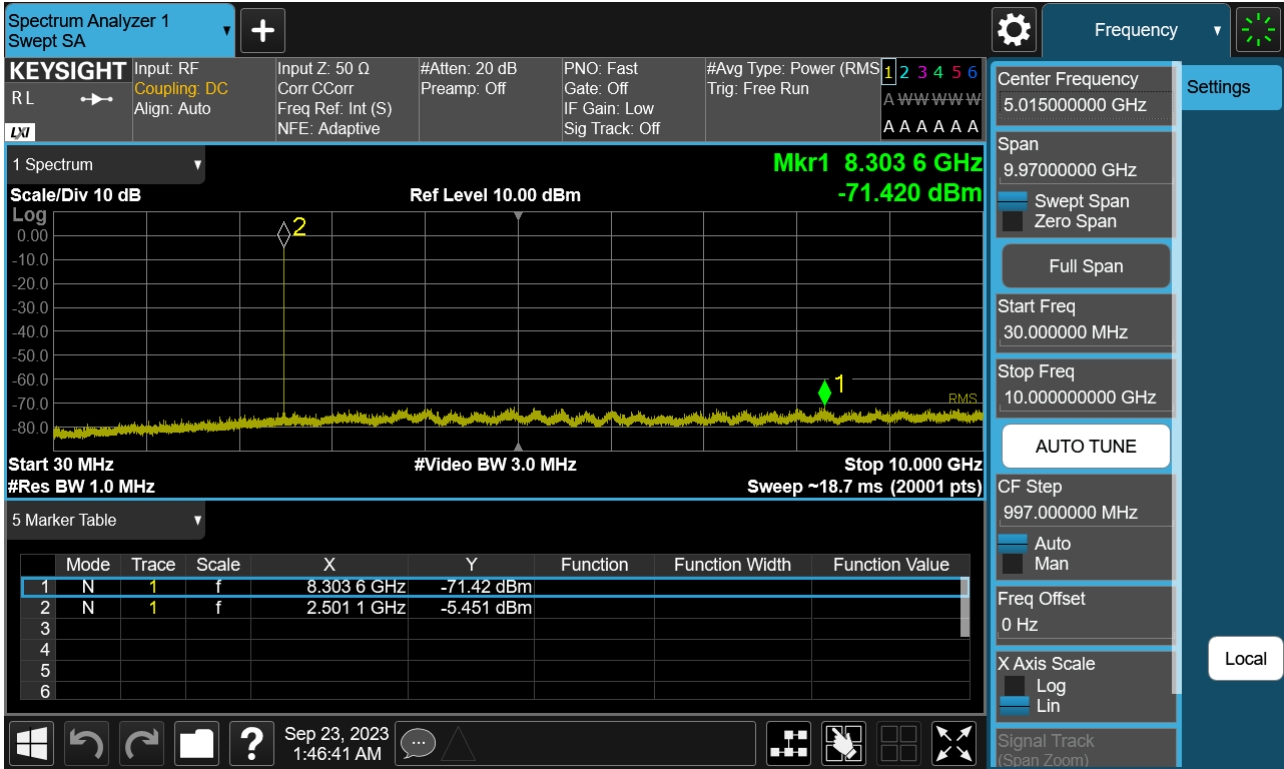 Spectrum Analyzer 1
Swept SA
Frequency
KEYSIGHT
R L
LXI
Input: RF
Coupling: DC
Align: Auto
Input Z: 50 Ω
Corr CCorr
Freq Ref: Int (S)
NFE: Adaptive
#Atten: 20 dB
Preamp: Off
PNO: Fast
Gate: Off
IF Gain: Low
Sig Track: Off
#Avg Type: Power (RMS
Trig: Free Run
1 2 3 4 5 6
A W W W W W
A A A A A A
1 Spectrum
Mkr1 8.303 6 GHz
-71.420 dBm
Scale/Div 10 dB
Ref Level 10.00 dBm
Log
0.00
-10.0
-20.0
-30.0
-40.0
-50.0
-60.0
-70.0
-80.0
2
1
RMS
Start 30 MHz
#Video BW 3.0 MHz
Stop 10.000 GHz
#Res BW 1.0 MHz
Sweep ~18.7 ms (20001 pts)
5 Marker Table
Mode Trace Scale X Y Function Function Width Function Value
1 N 1 f 8.303 6 GHz -71.42 dBm
2 N 1 f 2.501 1 GHz -5.451 dBm
3
4
5
6
Sep 23, 2023
1:46:41 AM
Center Frequency
5.015000000 GHz
Span
9.97000000 GHz
Swept Span
Zero Span
Full Span
Start Freq
30.000000 MHz
Stop Freq
10.000000000 GHz
AUTO TUNE
CF Step
997.000000 MHz
Auto
Man
Freq Offset
0 Hz
X Axis Scale
Log
Lin
Signal Track
(Span Zoom)
Settings
Local